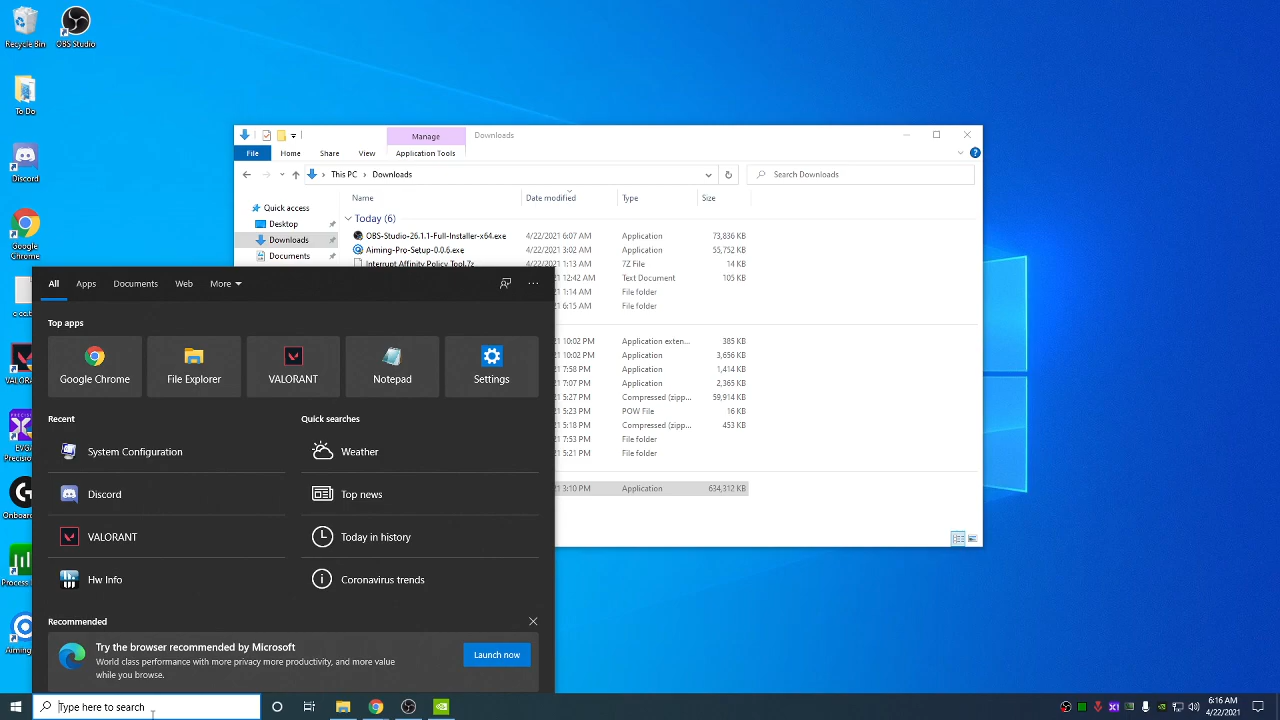 Recycle Bin
OBS Studio
To Do
Discord
Google
Chrome
Manage
Downloads
File
Home
Share
View
Application Tools
This PC
Downloads
Search Downloads
Name
Date modified
Type
Size
Quick access
Desktop
Downloads
Documents
Today (6)
OBS-Studio-26.1.1-Full-Installer-x64.exe 4/22/2021 6:07 AM Application 73,836 KB
Aiming-Pro-Setup-0.0.6.exe 4/22/2021 3:02 AM Application 55,752 KB
Interrupt Affinity Policy Tool.7z 4/22/2021 1:13 AM 7Z File 14 KB
12:42 AM Text Document 105 KB
1:14 AM File folder
6:15 AM File folder
10:02 PM Application exten... 385 KB
10:02 PM Application 3,656 KB
7:58 PM Application 1,414 KB
7:07 PM Application 2,365 KB
5:27 PM Compressed (zipp... 59,914 KB
5:23 PM POW File 16 KB
5:18 PM Compressed (zipp... 453 KB
7:53 PM File folder
5:21 PM File folder
3:10 PM Application 634,312 KB
All
Apps
Documents
Web
More
Top apps
Google Chrome
File Explorer
VALORANT
Notepad
Settings
Recent
System Configuration
Discord
VALORANT
Hw Info
Quick searches
Weather
Top news
Today in history
Coronavirus trends
Recommended
Try the browser recommended by Microsoft
World class performance with more privacy more productivity, and more value
while you browse.
Launch now
Type here to search
6:16 AM
4/22/2021